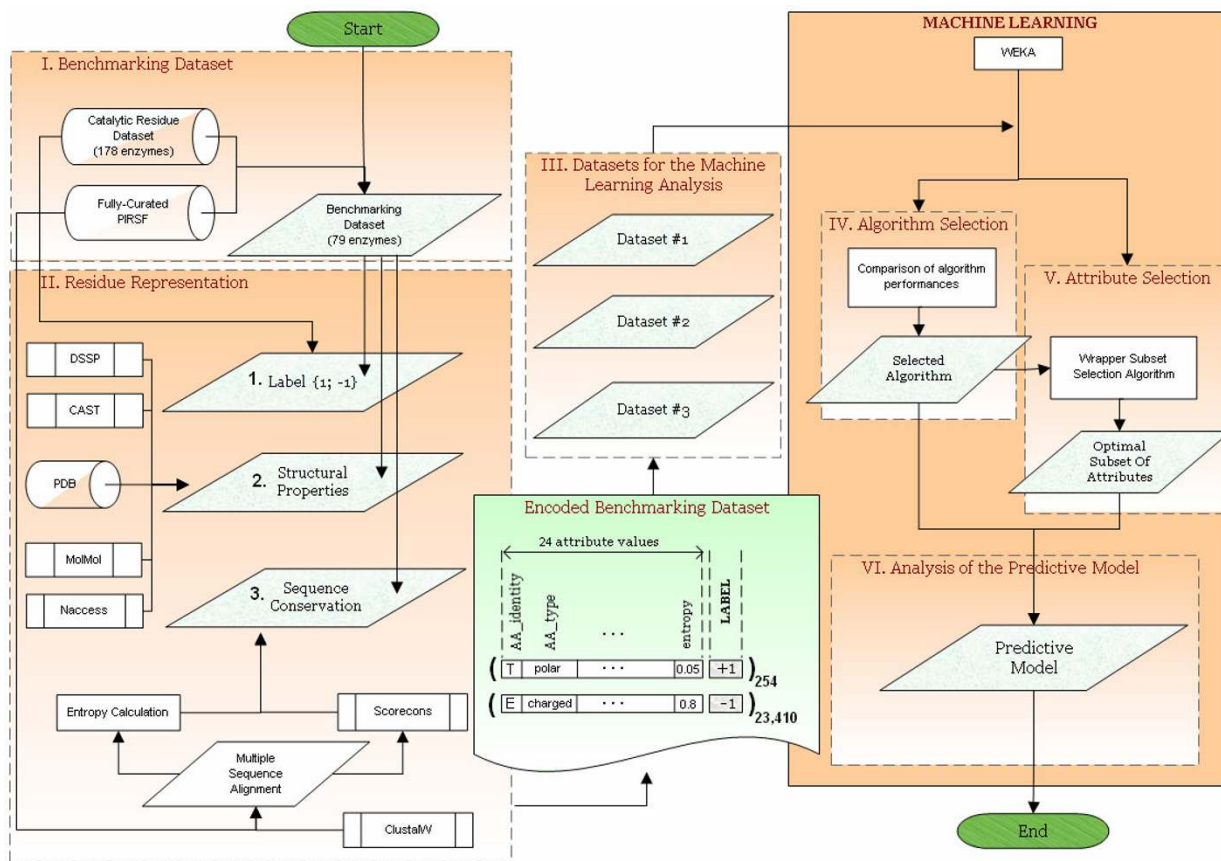 Start
I. Benchmarking Dataset
Catalytic Residue
Dataset
(178 enzymes)
Fully-Curated
PIRSF
Benchmarking
Dataset
(79 enzymes)
II. Residue Representation
DSSP
CAST
PDB
MolMol
Naccess
1. Label {1; -1}
2. Structural
Properties
3. Sequence
Conservation
Entropy Calculation
Scorecons
Multiple
Sequence
Alignment
ClustalW
III. Datasets for the Machine
Learning Analysis
Dataset #1
Dataset #2
Dataset #3
Encoded Benchmarking Dataset
24 attribute values
AA_identity
AA_type
...
entropy
LABEL
( T polar ... 0.05 +1 ) 254
( E charged ... 0.8 -1 ) 23,410
MACHINE LEARNING
WEKA
IV. Algorithm Selection
Comparison of algorithm
performances
Selected
Algorithm
V. Attribute Selection
Wrapper Subset
Selection Algorithm
Optimal
Subset Of
Attributes
VI. Analysis of the Predictive Model
Predictive
Model
End